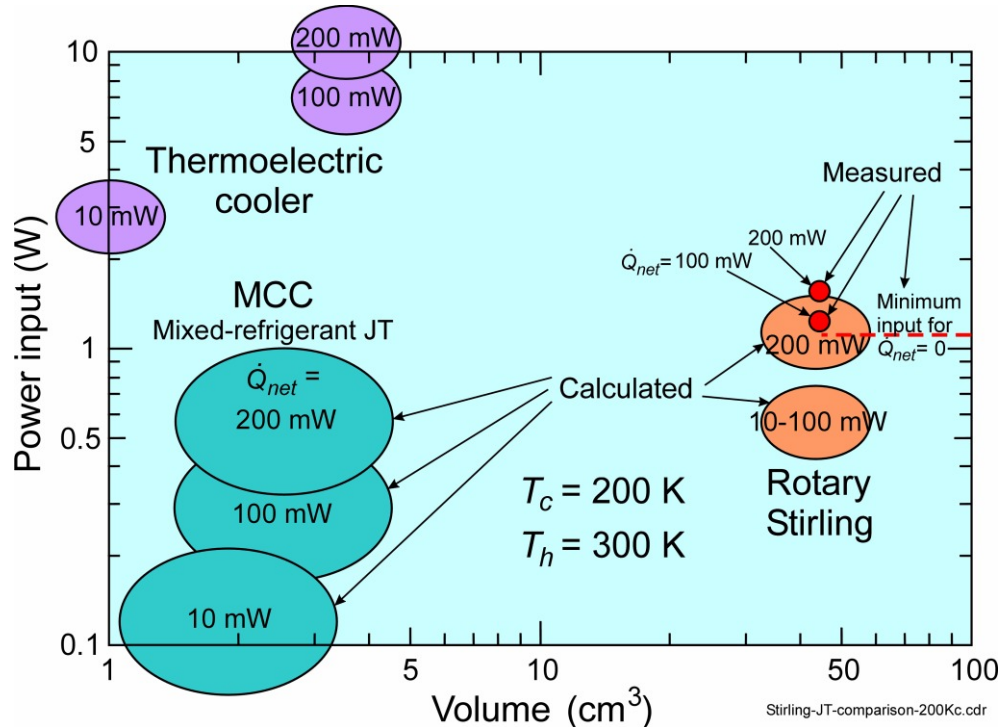 Power input (W)
10
5
1
0.5
0.1
200 mW
100 mW
Thermoelectric
cooler
10 mW
MCC
Mixed-refrigerant JT
Q̇net =
200 mW
100 mW
10 mW
Calculated
Tc = 200 K
Th = 300 K
Measured
200 mW
Q̇net = 100 mW
Minimum
input for
Q̇net = 0
200 mW
10-100 mW
Rotary
Stirling
1
5
10
50
100
Volume (cm³)
Stirling-JT-comparison-200Kc.cdr